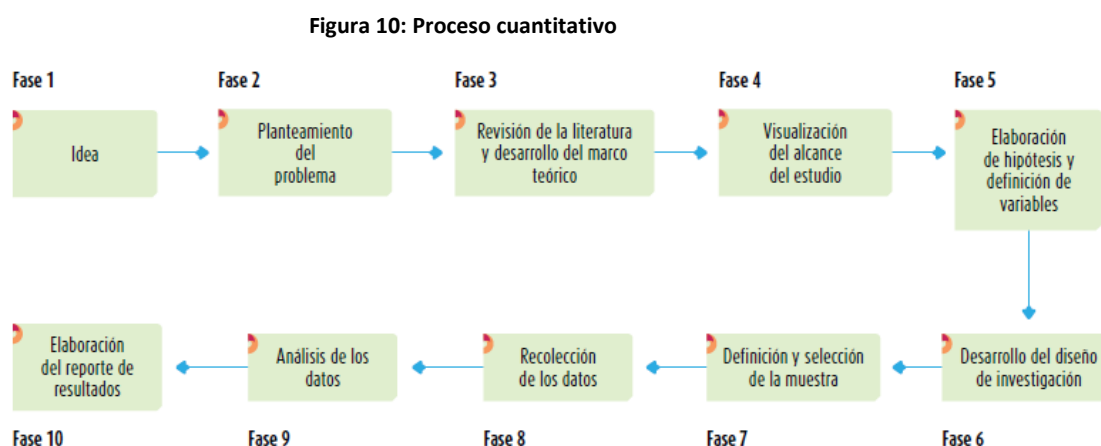 Figura 10: Proceso cuantitativo
Fase 1
Fase 2
Fase 3
Fase 4
Fase 5
Idea
Planteamiento
del
problema
Revisión de la literatura
y desarrollo del marco
teórico
Visualización
del alcance
del estudio
Elaboración
de hipótesis y
definición de
variables
Desarrollo del diseño
de investigación
Definición y selección
de la muestra
Recolección
de los datos
Análisis de los
datos
Elaboración
del reporte de
resultados
Fase 10
Fase 9
Fase 8
Fase 7
Fase 6